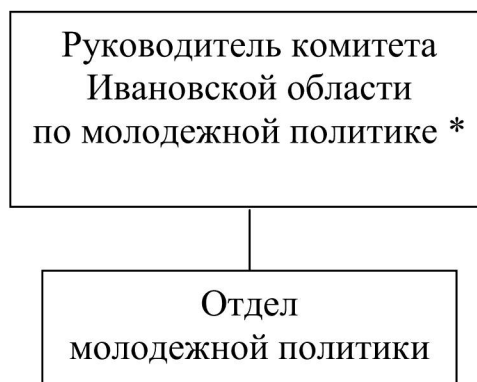 Руководитель комитета
Ивановской области
по молодежной политике *
Отдел
молодежной политики